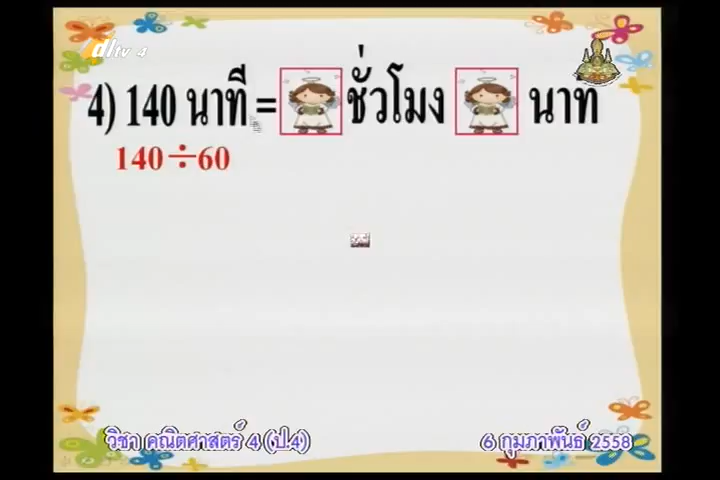 dltv 4
4) 140 นาที = ชั่วโมง นาที
140÷60
วิชา คณิตศาสตร์ 4 (ป.4)
6 กุมภาพันธ์ 2558